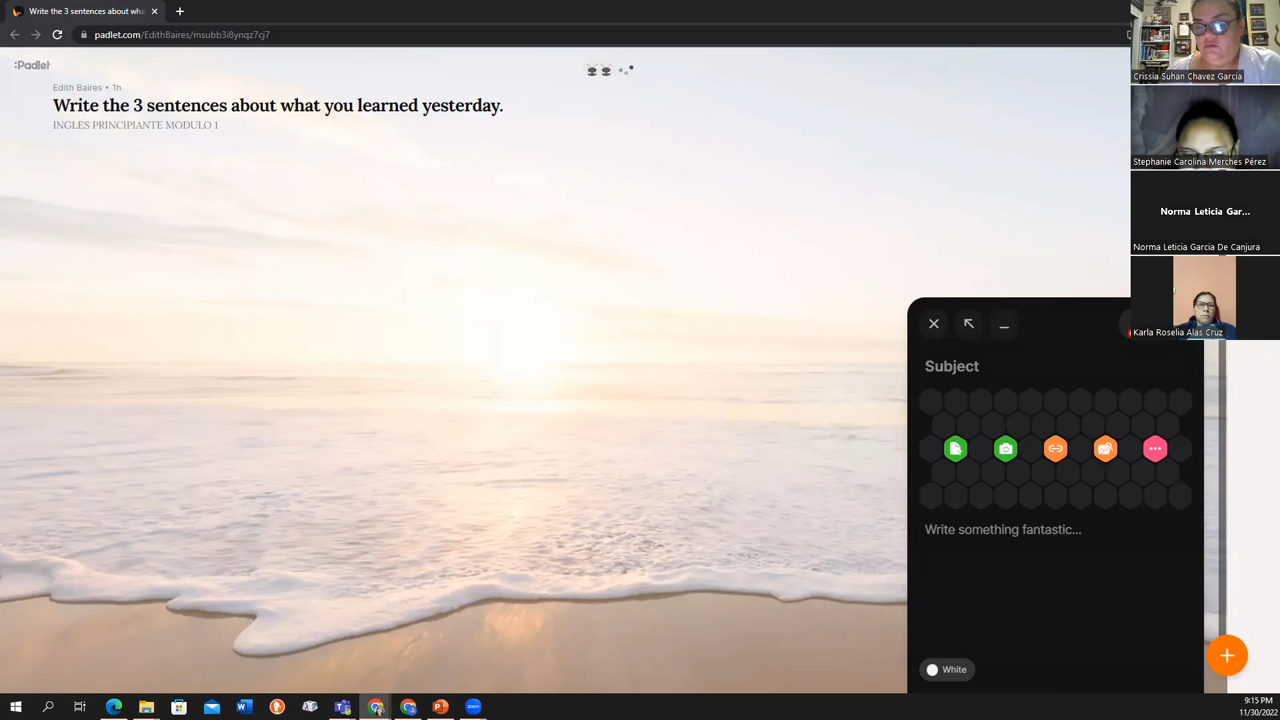 Write the 3 sentences about wha
padlet.com/EdithBaires/msubb3i8ynqz7cj7
:Padlet
Edith Baires • 1h
Write the 3 sentences about what you learned yesterday.
INGLES PRINCIPIANTE MODULO 1
Crissia Suhan Chavez García
Stephanie Carolina Merches Pérez
Norma Leticia Gar...
Norma Leticia Garcia De Canjura
Karla Roselia Alas Cruz
Subject
Write something fantastic...
White
9:15 PM
11/30/2022